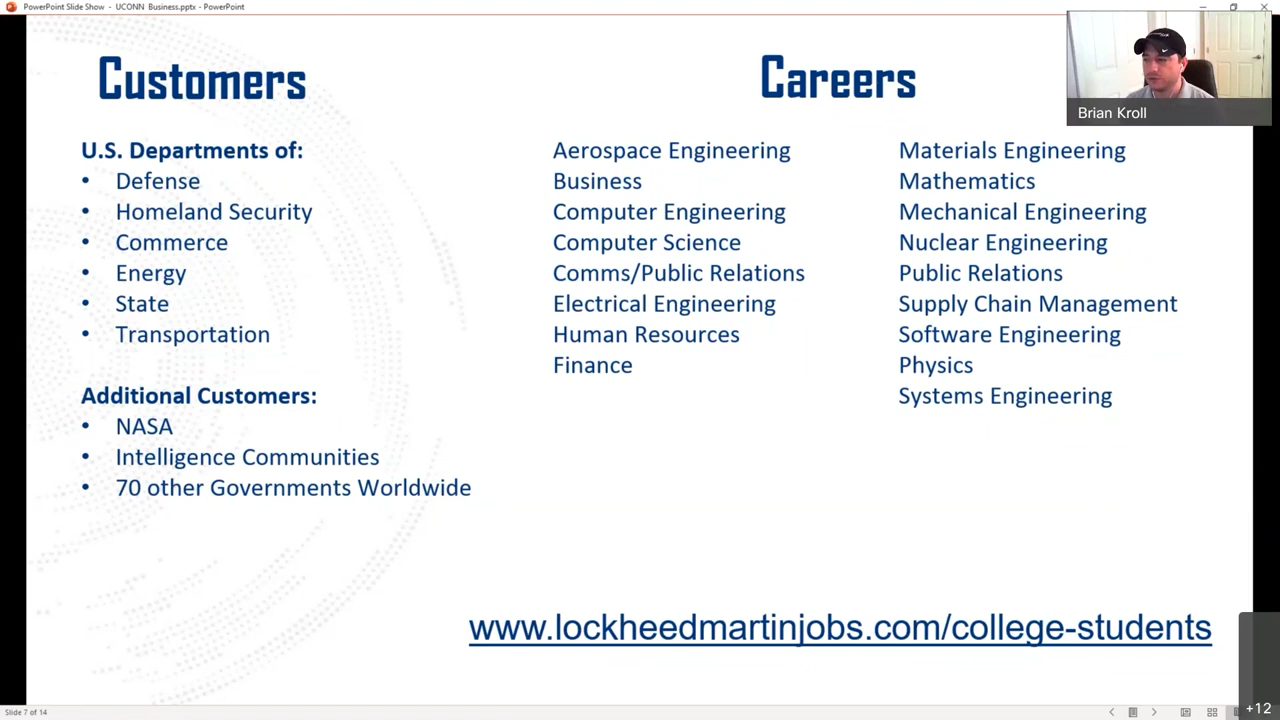 PowerPoint Slide Show - UCONN Business.pptx - PowerPoint
Customers
U.S. Departments of:
• Defense
• Homeland Security
• Commerce
• Energy
• State
• Transportation
Additional Customers:
• NASA
• Intelligence Communities
• 70 other Governments Worldwide
Careers
Aerospace Engineering
Business
Computer Engineering
Computer Science
Comms/Public Relations
Electrical Engineering
Human Resources
Finance
Materials Engineering
Mathematics
Mechanical Engineering
Nuclear Engineering
Public Relations
Supply Chain Management
Software Engineering
Physics
Systems Engineering
Brian Kroll
www.lockheedmartinjobs.com/college-students
Slide 7 of 14
+12